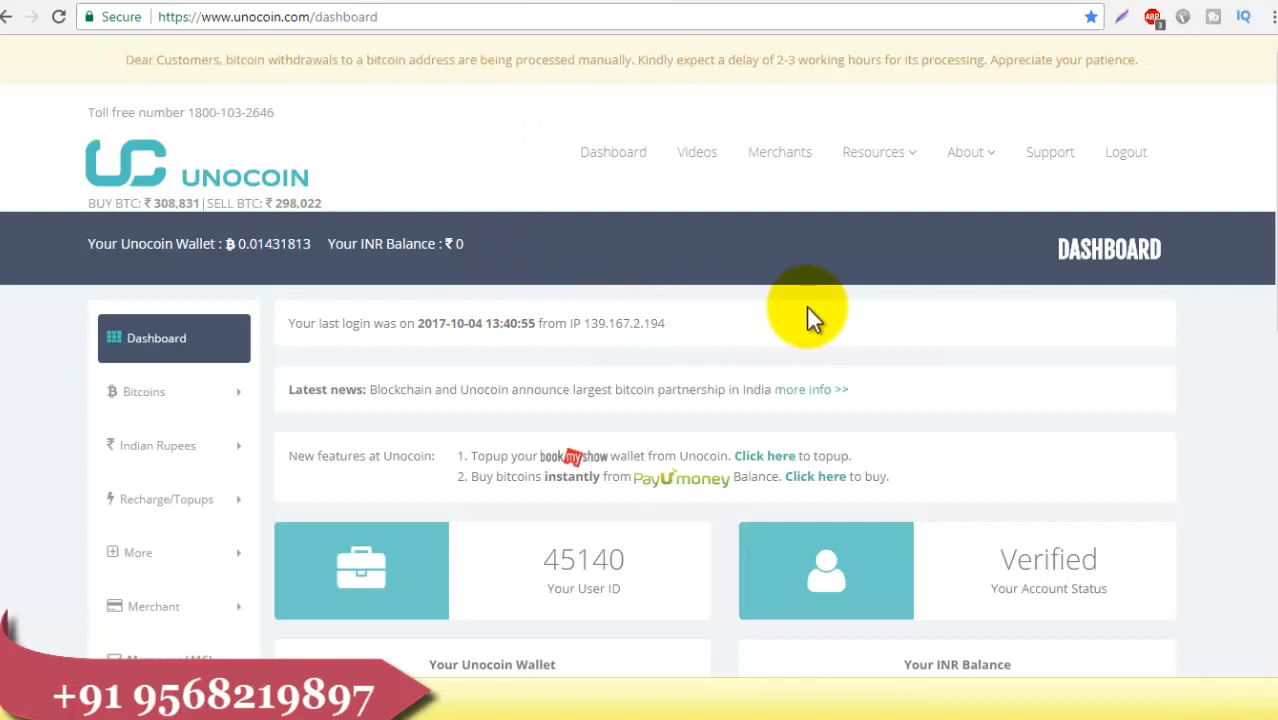 Secure https://www.unocoin.com/dashboard
ABP
3
IQ
Dear Customers, bitcoin withdrawals to a bitcoin address are being processed manually. Kindly expect a delay of 2-3 working hours for its processing. Appreciate your patience.
Toll free number 1800-103-2646
UNOCOIN
Dashboard Videos Merchants Resources About Support Logout
BUY BTC: ₹ 308,831|SELL BTC: ₹ 298,022
Your Unocoin Wallet : ₿ 0.01431813 Your INR Balance : ₹ 0
DASHBOARD
Your last login was on 2017-10-04 13:40:55 from IP 139.167.2.194
Dashboard
Latest news: Blockchain and Unocoin announce largest bitcoin partnership in India more info >>
Bitcoins
Indian Rupees
New features at Unocoin: 1. Topup your bookmyshow wallet from Unocoin. Click here to topup.
2. Buy bitcoins instantly from PayUmoney Balance. Click here to buy.
Recharge/Topups
More
Merchant
45140
Your User ID
Verified
Your Account Status
Your Unocoin Wallet
Your INR Balance
+91 9568219897